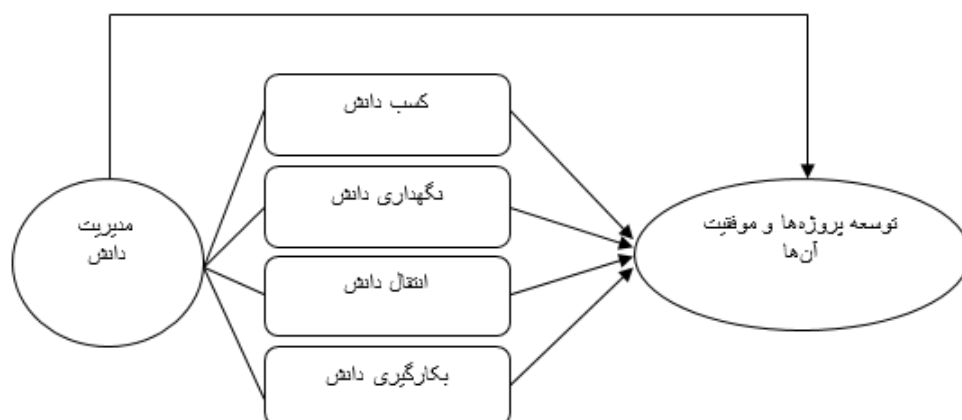 کسب دانش
نگهداری دانش
مدیریت
دانش
توسعه پروژه‌ها و موفقیت
آن‌ها
انتقال دانش
بکارگیری دانش